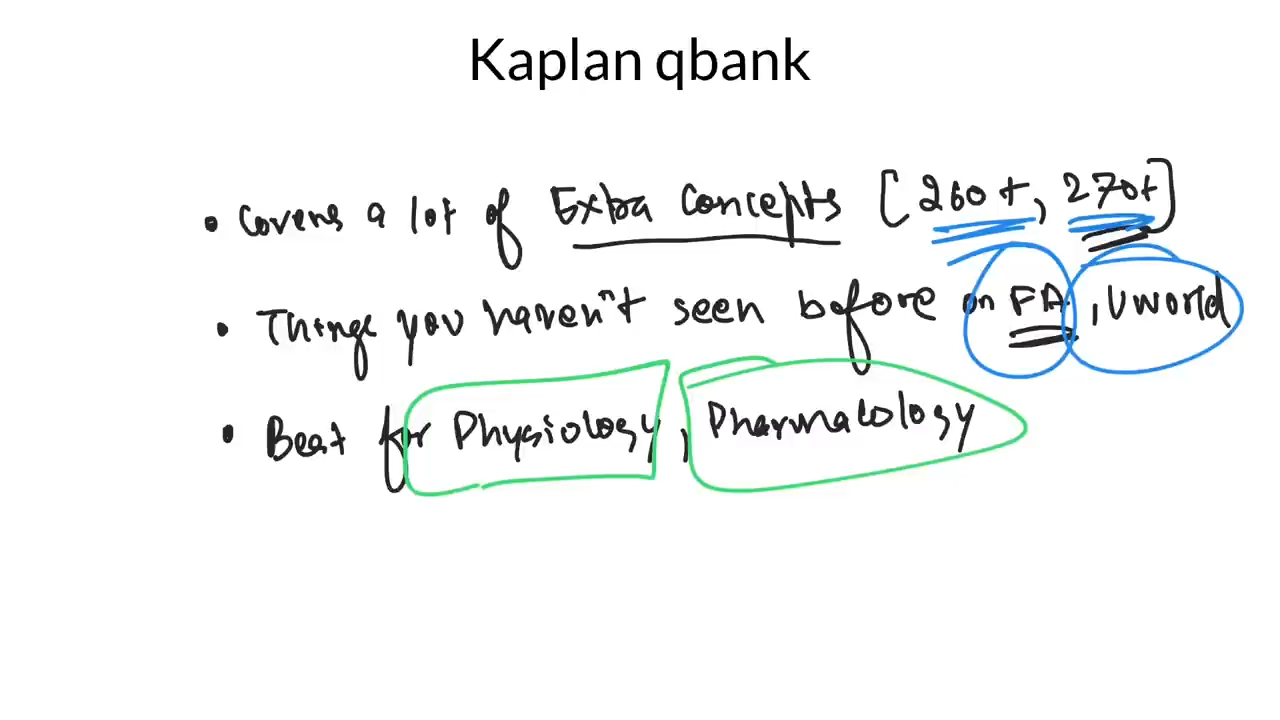 Kaplan qbank
• Covers a lot of Extra Concepts [260+, 270+]
• Things you haven't seen before on FA, Uworld
• Best for Physiology, Pharmacology